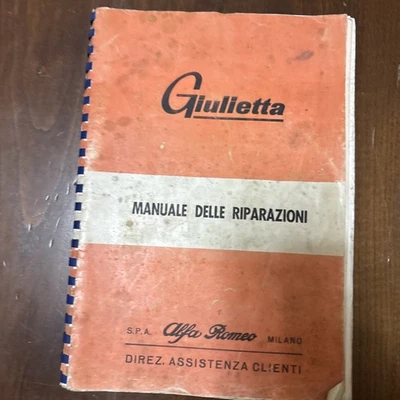 Giulietta
MANUALE DELLE RIPARAZIONI
S.P.A. Alfa Romeo MILANO
DIREZ. ASSISTENZA CLIENTI